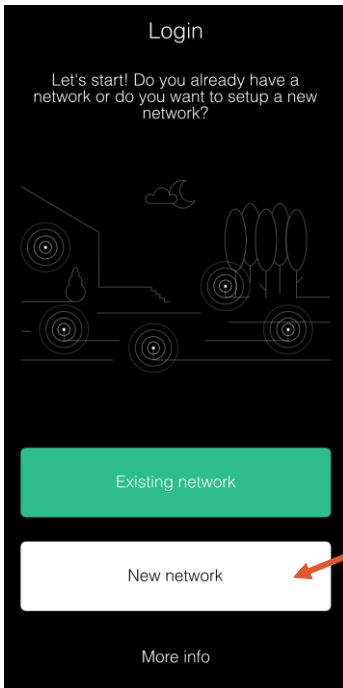 Login
Let's start! Do you already have a
network or do you want to setup a new
network?
Existing network
New network
More info